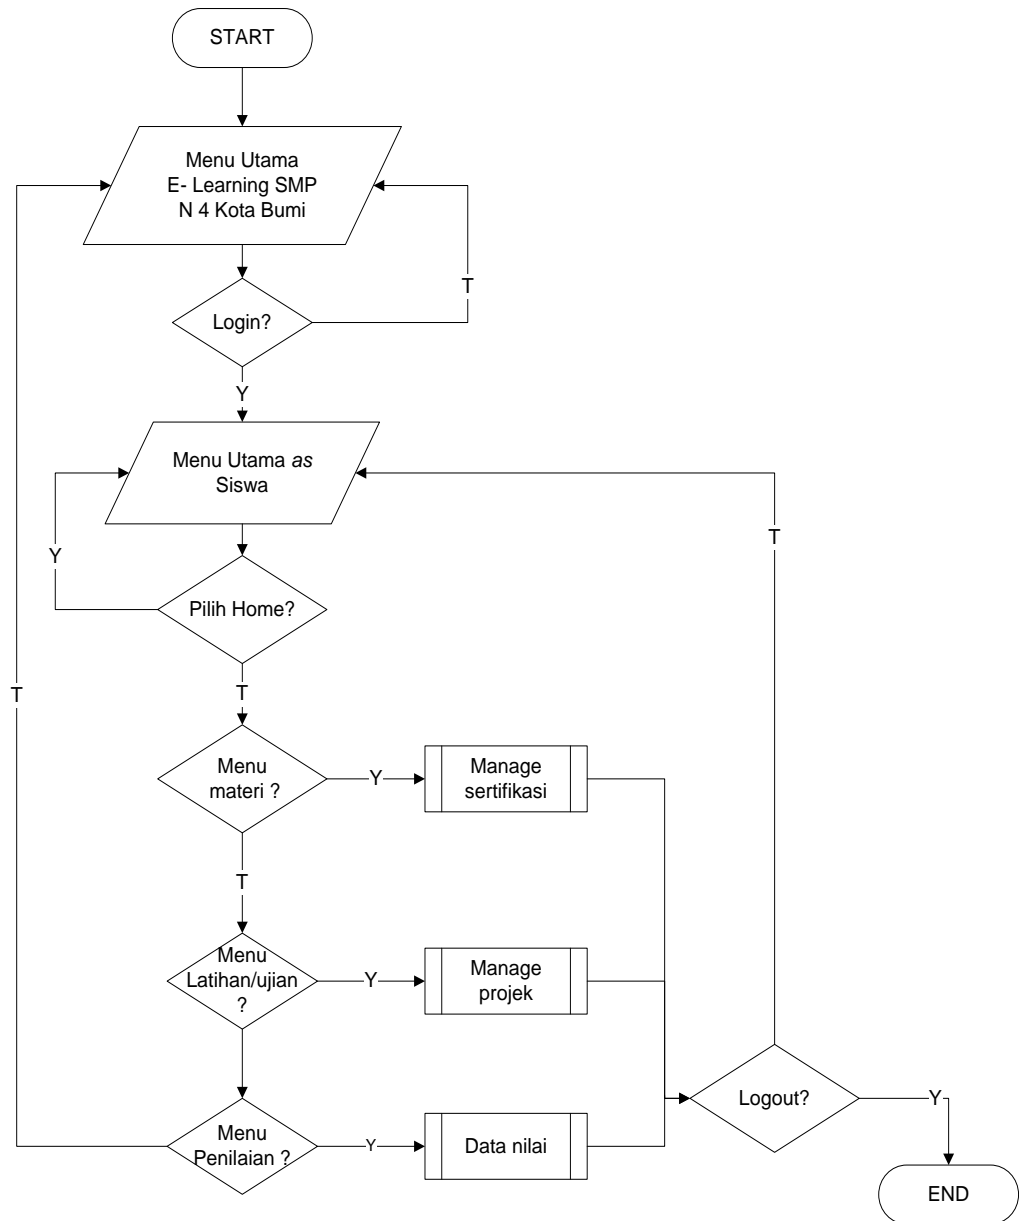 START
Menu Utama
E- Learning SMP
N 4 Kota Bumi
T
Login?
Y
Menu Utama as
Siswa
T
Y
Pilih Home?
T
T
Menu
materi ?
Y
Manage
sertifikasi
T
Menu
Latihan/ujian
?
Y
Manage
projek
Logout?
Y
Menu
Penilaian ?
Y
Data nilai
END